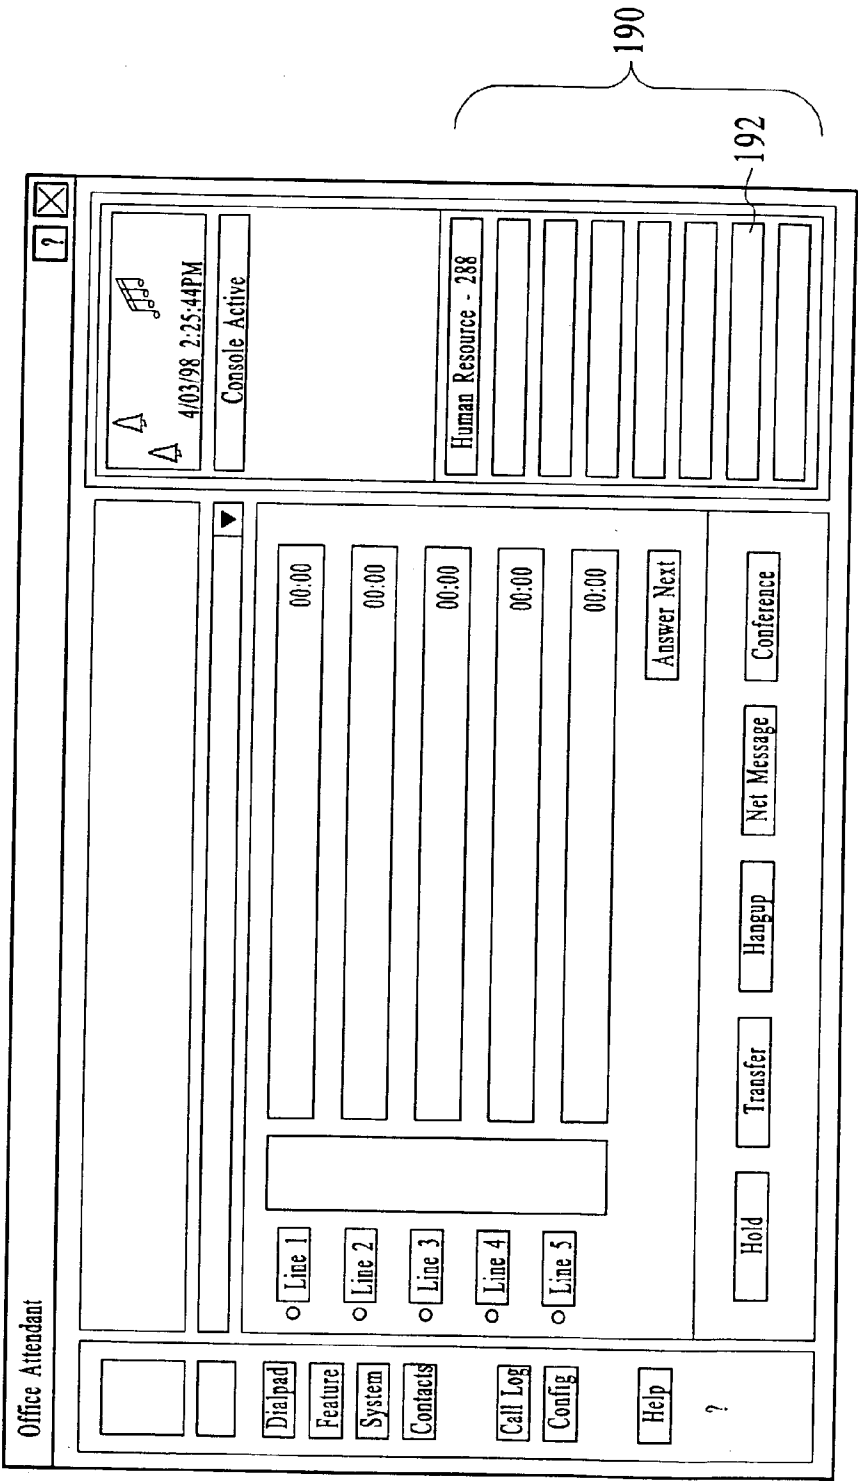 Office Attendant
?
Dialpad
Feature
System
Contacts
Call Log
Config
Help
?
Line 1
00:00
Line 2
00:00
Line 3
00:00
Line 4
00:00
Line 5
00:00
Answer Next
Hold
Transfer
Hangup
Net Message
Conference
4/03/98 2:25:44PM
Console Active
Human Resource - 288
192
190